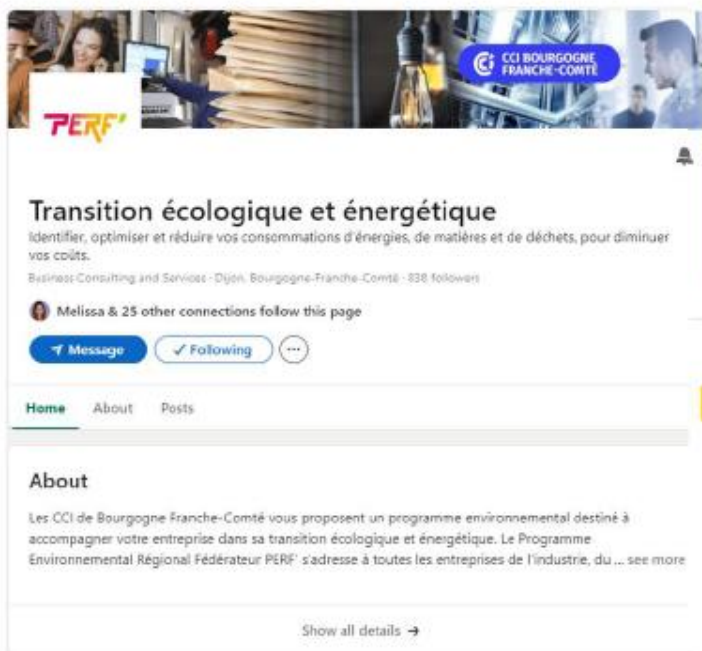 CCI BOURGOGNE
FRANCHE-COMTÉ
PERF'
Transition écologique et énergétique
Identifier, optimiser et réduire vos consommations d'énergies, de matières et de déchets, pour diminuer
vos coûts.
Business Consulting and Services · Dijon, Bourgogne-Franche-Comté · 838 followers
Melissa & 25 other connections follow this page
Message
Following
Home About Posts
About
Les CCI de Bourgogne Franche-Comté vous proposent un programme environnemental destiné à
accompagner votre entreprise dans sa transition écologique et énergétique. Le Programme
Environnemental Régional Fédérateur PERF' s'adresse à toutes les entreprises de l'industrie, du ... see more
Show all details →